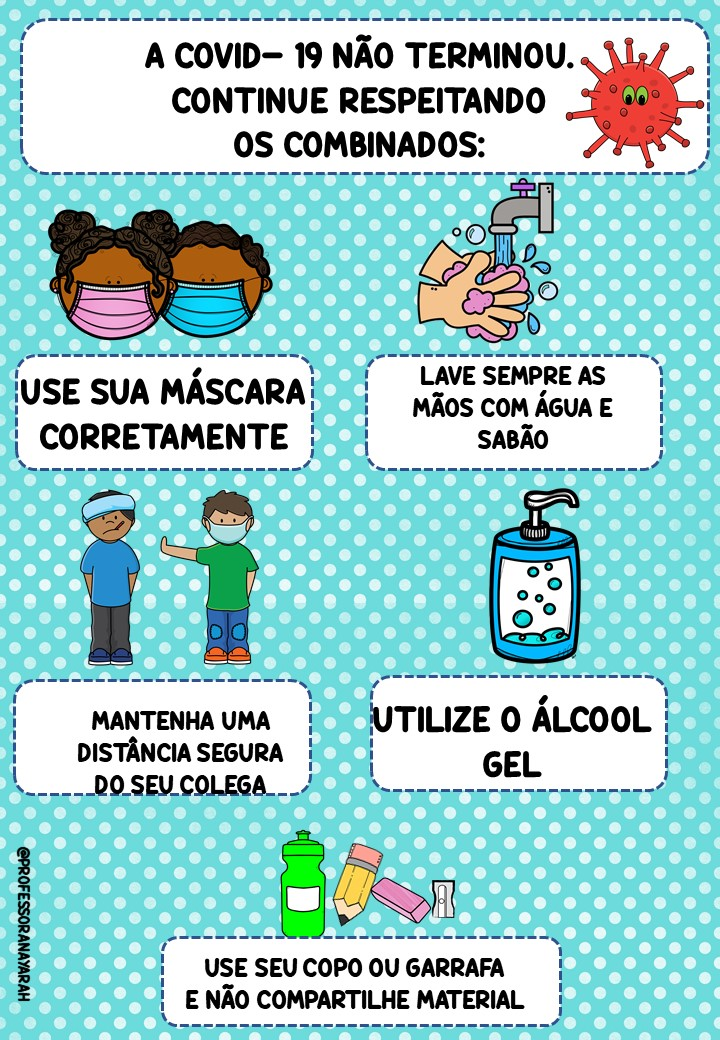 A COVID– 19 NÃO TERMINOU.
CONTINUE RESPEITANDO
OS COMBINADOS:
USE SUA MÁSCARA
CORRETAMENTE
LAVE SEMPRE AS
MÃOS COM ÁGUA E
SABÃO
MANTENHA UMA
DISTÂNCIA SEGURA
DO SEU COLEGA
UTILIZE O ÁLCOOL
GEL
USE SEU COPO OU GARRAFA
E NÃO COMPARTILHE MATERIAL
@PROFESSORANAYARAH